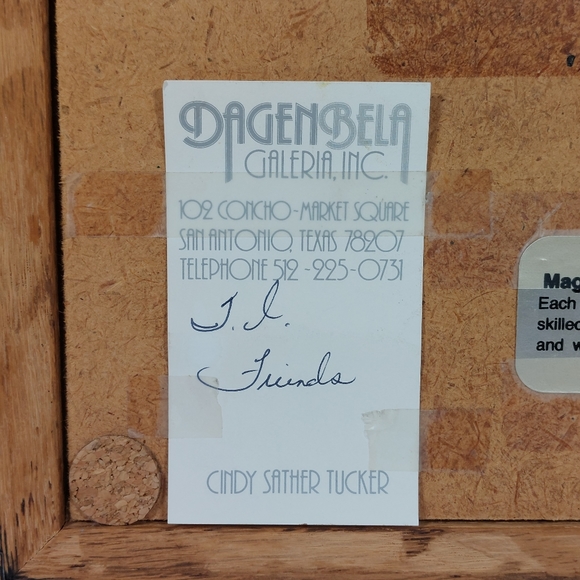 DAGENBELA
GALERIA, INC.
102 CONCHO-MARKET SQUARE
SAN ANTONIO, TEXAS 78207
TELEPHONE 512-225-0731
Friends
CINDY SATHER TUCKER
Mag
Each
skilled
and w